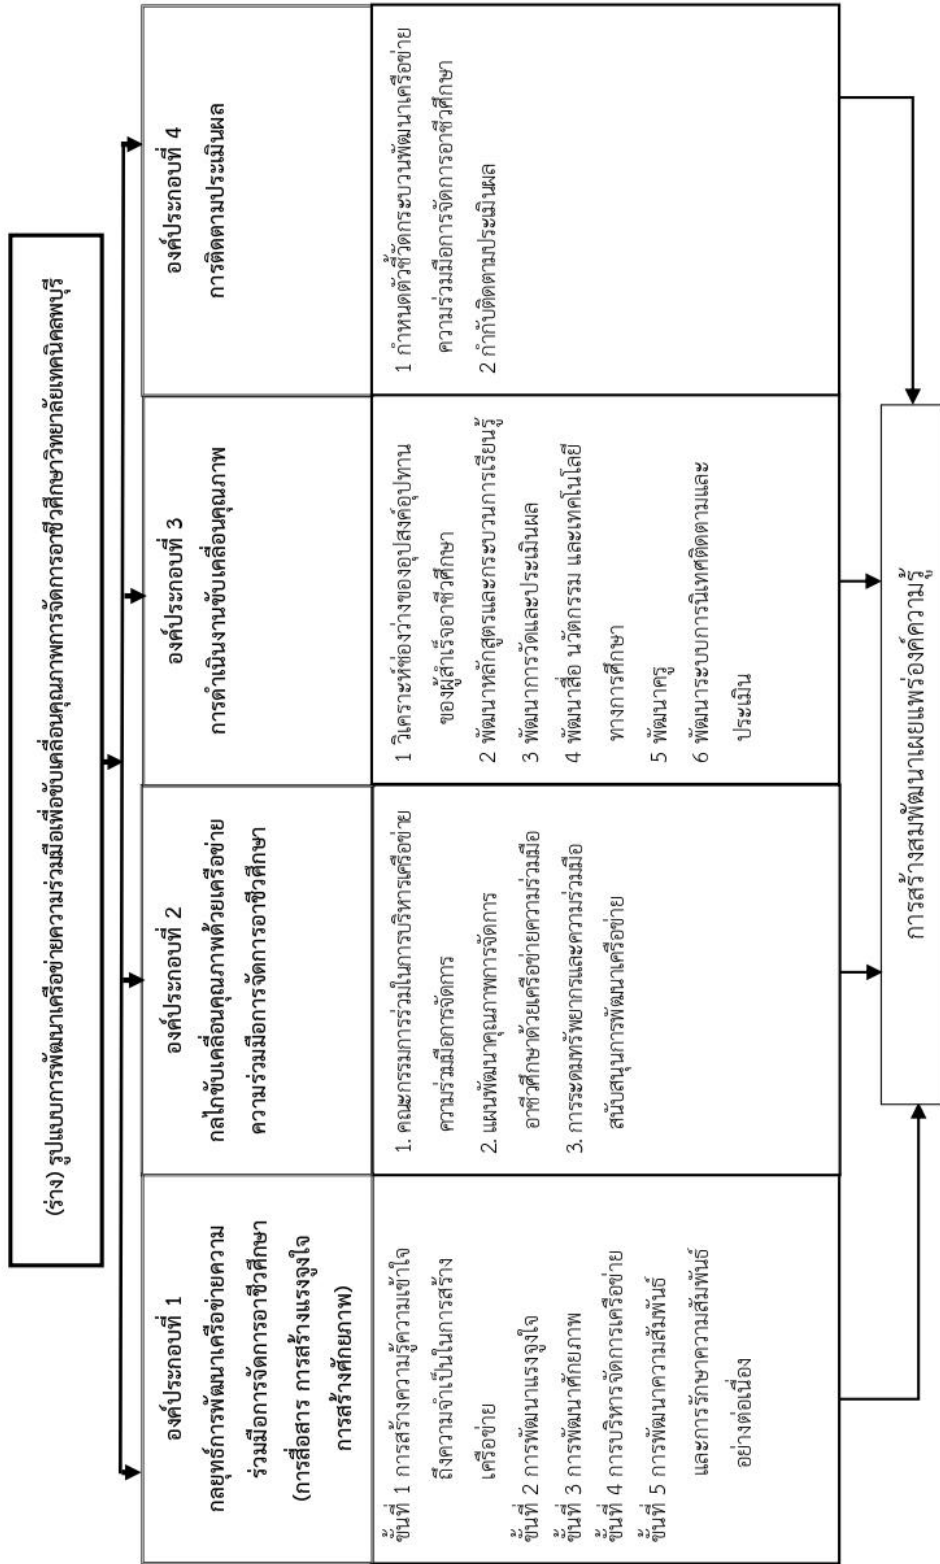 (ร่าง) รูปแบบการพัฒนาเครือข่ายความร่วมมือเพื่อขับเคลื่อนคุณภาพการจัดการอาชีวศึกษาวิทยาลัยเทคนิคลพบุรี
องค์ประกอบที่ 1
กลยุทธ์การพัฒนาเครือข่ายความ
ร่วมมือการจัดการอาชีวศึกษา
(การสื่อสาร การสร้างแรงจูงใจ
การสร้างศักยภาพ)
ขั้นที่ 1 การสร้างความรู้ความเข้าใจ
ถึงความจำเป็นในการสร้าง
เครือข่าย
ขั้นที่ 2 การพัฒนาแรงจูงใจ
ขั้นที่ 3 การพัฒนาศักยภาพ
ขั้นที่ 4 การบริหารจัดการเครือข่าย
ขั้นที่ 5 การพัฒนาความสัมพันธ์
และการรักษาความสัมพันธ์
อย่างต่อเนื่อง
องค์ประกอบที่ 2
กลไกขับเคลื่อนคุณภาพด้วยเครือข่าย
ความร่วมมือการจัดการอาชีวศึกษา
1. คณะกรรมการร่วมในการบริหารเครือข่าย
ความร่วมมือการจัดการ
2. แผนพัฒนาคุณภาพการจัดการ
อาชีวศึกษาด้วยเครือข่ายความร่วมมือ
3. การระดมทรัพยากรและความร่วมมือ
สนับสนุนการพัฒนาเครือข่าย
องค์ประกอบที่ 3
การดำเนินงานขับเคลื่อนคุณภาพ
1 วิเคราะห์ช่องว่างของอุปสงค์อุปทาน
ของผู้สำเร็จอาชีวศึกษา
2 พัฒนาหลักสูตรและกระบวนการเรียนรู้
3 พัฒนาการวัดและประเมินผล
4 พัฒนาสื่อ นวัตกรรม และเทคโนโลยี
ทางการศึกษา
5 พัฒนาครู
6 พัฒนาระบบการนิเทศติดตามและ
ประเมิน
องค์ประกอบที่ 4
การติดตามประเมินผล
1 กำหนดตัวชี้วัดกระบวนพัฒนาเครือข่าย
ความร่วมมือการจัดการอาชีวศึกษา
2 กำกับติดตามประเมินผล
การสร้างสมพัฒนาเผยแพร่องค์ความรู้